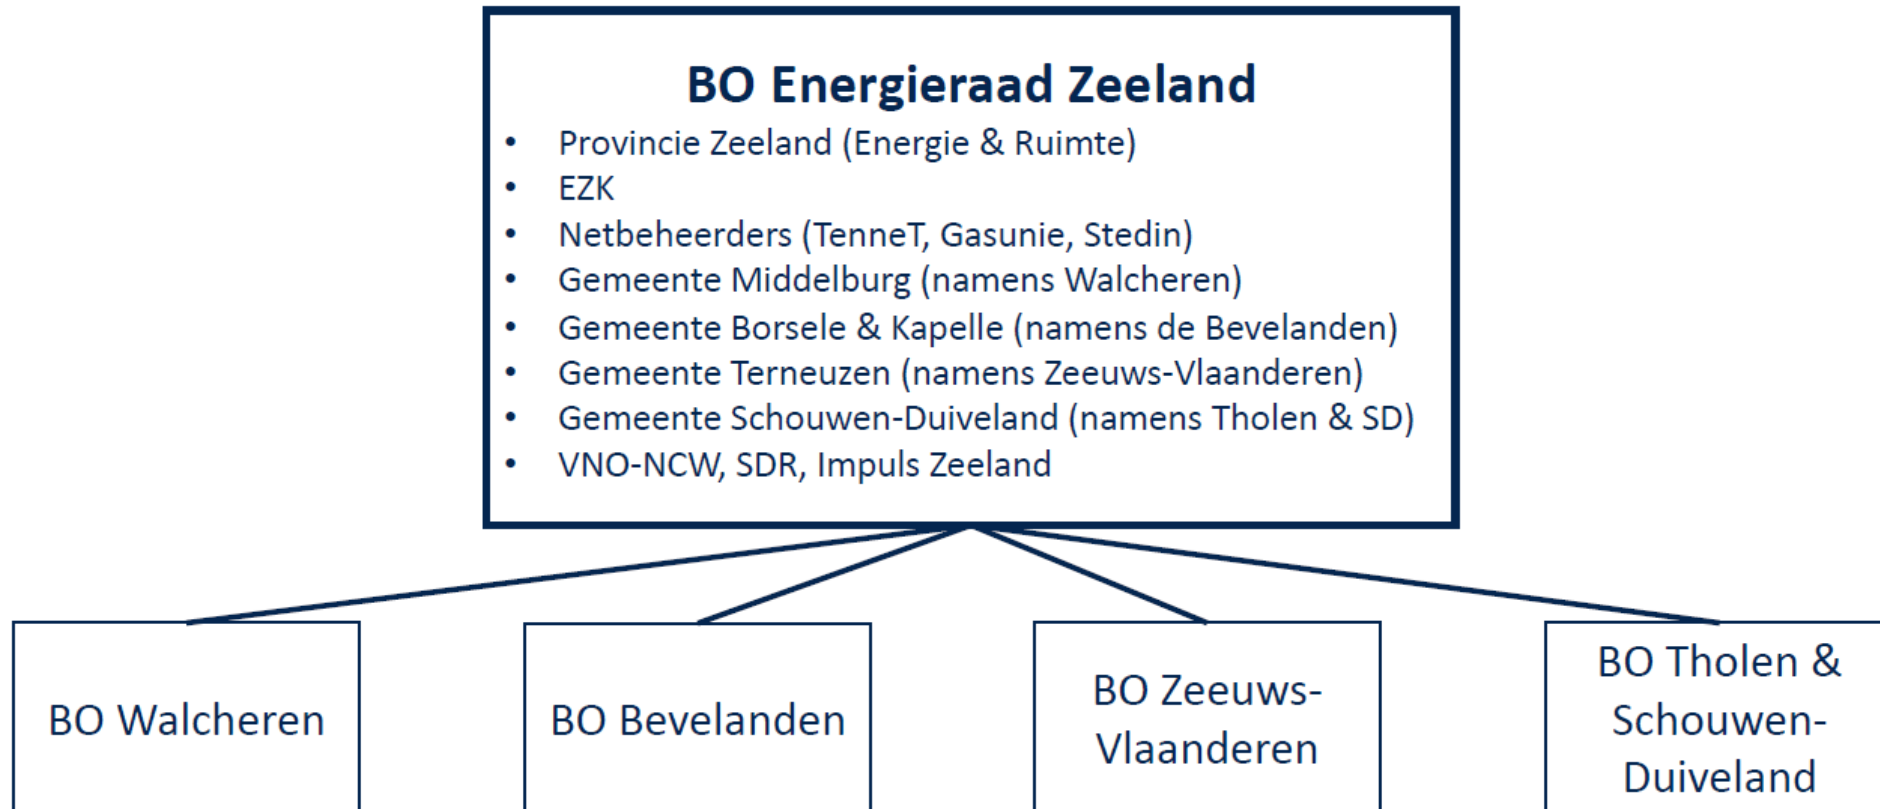 BO Energieraad Zeeland
• Provincie Zeeland (Energie & Ruimte)
• EZK
• Netbeheerders (TenneT, Gasunie, Stedin)
• Gemeente Middelburg (namens Walcheren)
• Gemeente Borsele & Kapelle (namens de Bevelanden)
• Gemeente Terneuzen (namens Zeeuws-Vlaanderen)
• Gemeente Schouwen-Duiveland (namens Tholen & SD)
• VNO-NCW, SDR, Impuls Zeeland
BO Walcheren
BO Bevelanden
BO Zeeuws-
Vlaanderen
BO Tholen &
Schouwen-
Duiveland